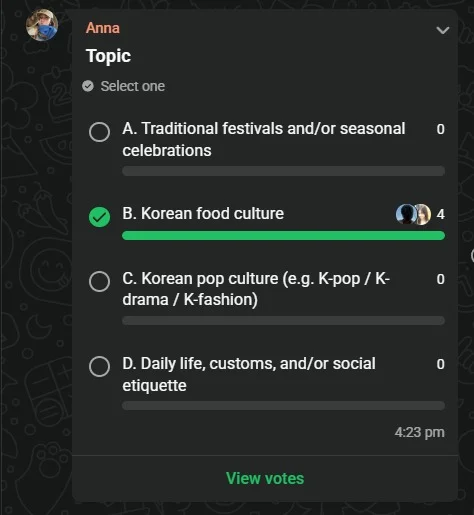 Anna
Topic
Select one
A. Traditional festivals and/or seasonal 0
celebrations
B. Korean food culture 4
C. Korean pop culture (e.g. K-pop / K- 0
drama / K-fashion)
D. Daily life, customs, and/or social 0
etiquette
4:23 pm
View votes